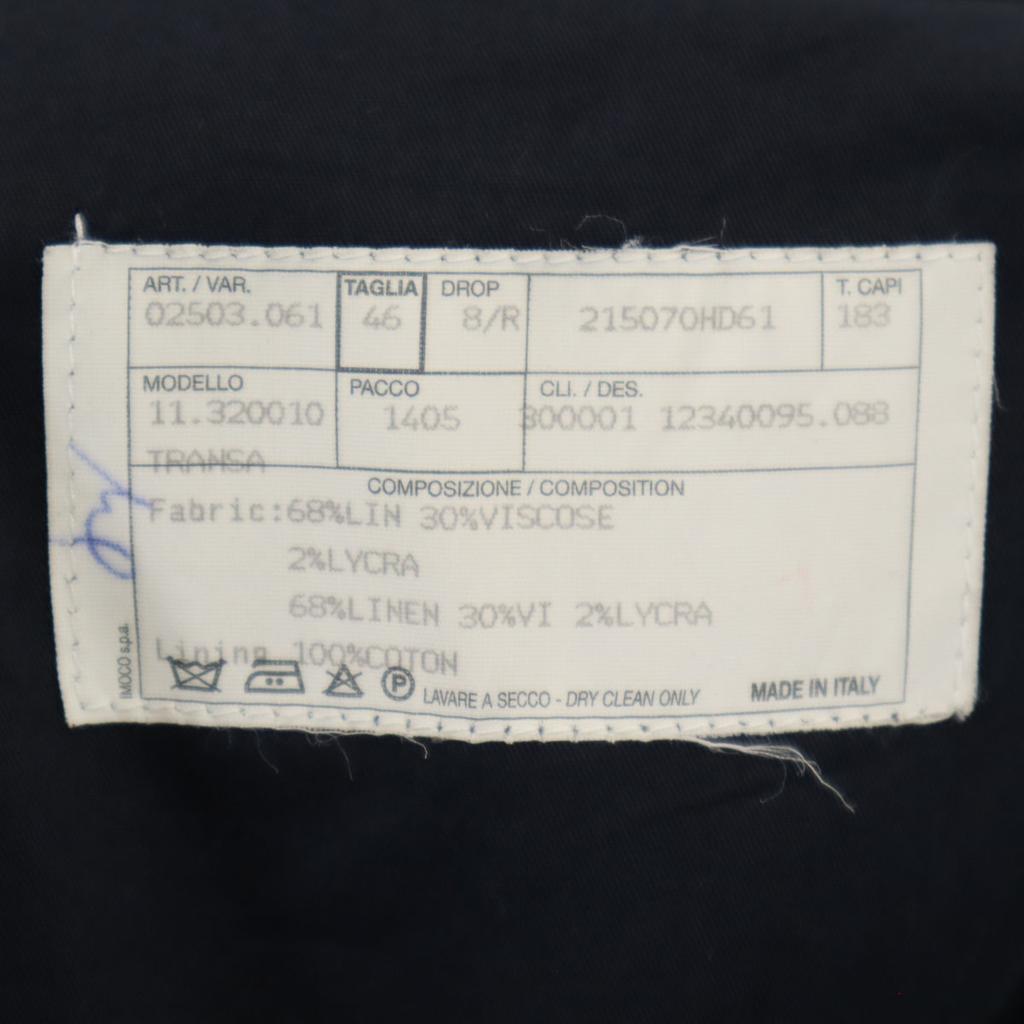 ART. / VAR. TAGLIA DROP T. CAPI
02503.061 46 8/R 215070HD61 183
MODELLO PACCO CLI. / DES.
11.320010 1405 300001 12340095.088
TRANSA
COMPOSIZIONE / COMPOSITION
Fabric:68%LIN 30%VISCOSE
2%LYCRA
68%LINEN 30%VI 2%LYCRA
Lining 100%COTON
P LAVARE A SECCO - DRY CLEAN ONLY MADE IN ITALY
IMOCO s.p.a.